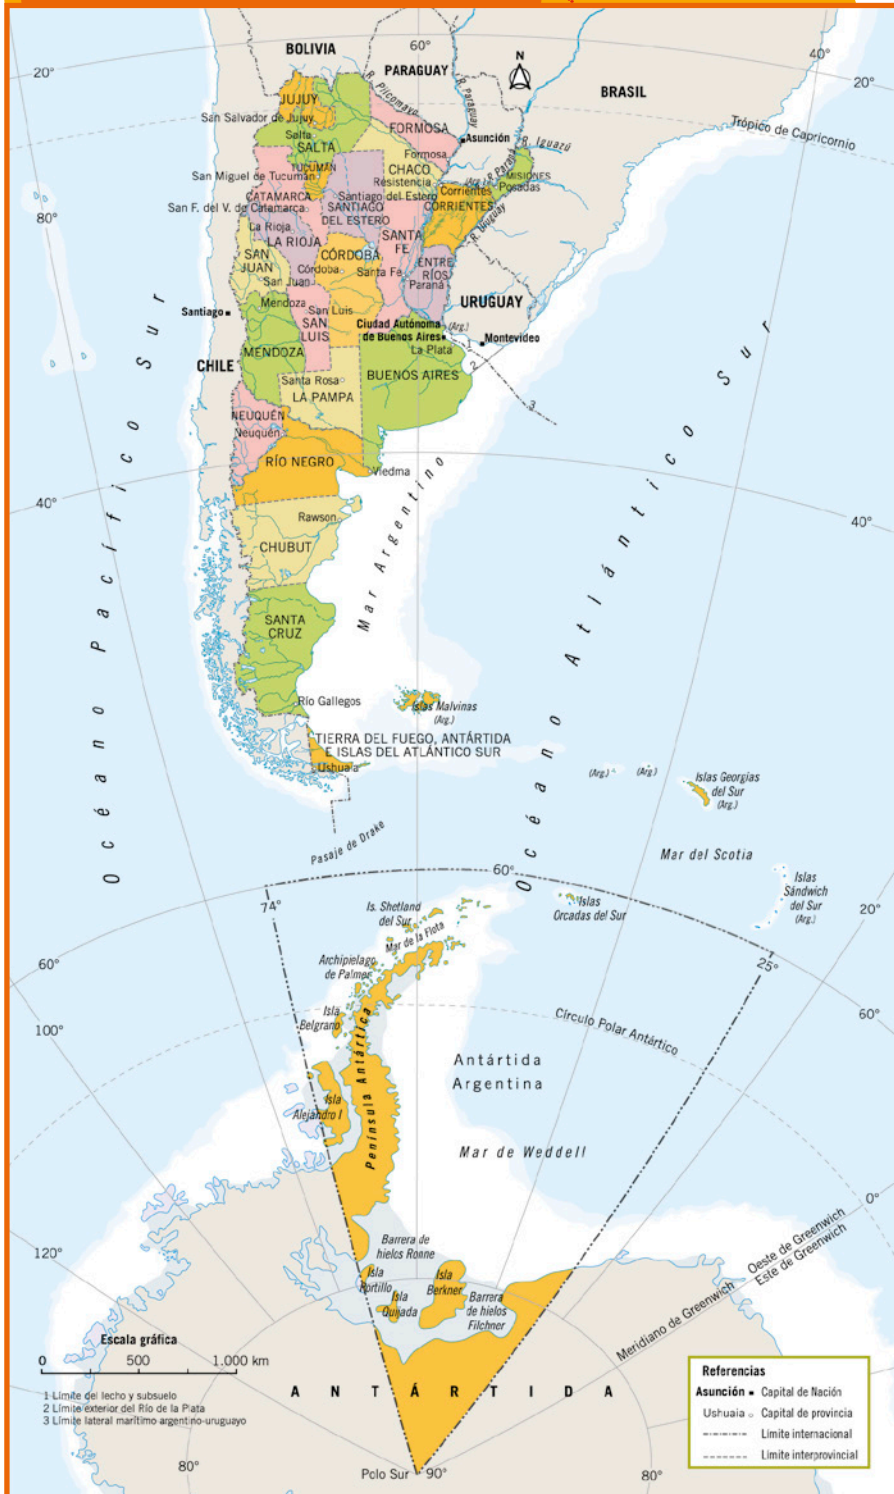 BOLIVIA
60°
40°
20°
PARAGUAY
N
20°
BRASIL
R. Pilcomayo
R. Paraguay
JUJUY
San Salvador de Jujuy
Trópico de Capricornio
Salta
SALTA
FORMOSA
Asunción
R. Iguazú
Formosa
TUCUMÁN
San Miguel de Tucumán
CHACO
Resistencia
(Arg.)
R. Paraná
MISIONES
Posadas
CATAMARCA
Santiago del Estero
Corrientes
CORRIENTES
San F. del V. de Catamarca
SANTIAGO
DEL ESTERO
80°
La Rioja
LA RIOJA
SANTA
FE
R. Uruguay
SAN
JUAN
CÓRDOBA
Córdoba
ENTRE
RÍOS
San Juan
Santa Fe
Paraná
Mendoza
San Luis
URUGUAY
Santiago
SAN
LUIS
Ciudad Autónoma
de Buenos Aires
(Arg.)
1
Montevideo
La Plata
MENDOZA
CHILE
2
BUENOS AIRES
Santa Rosa
LA PAMPA
3
NEUQUÉN
Neuquén
RÍO NEGRO
Viedma
40°
Rawson
40°
CHUBUT
Mar Argentino
Océano Pacífico Sur
Océano Atlántico Sur
SANTA
CRUZ
Río Gallegos
Islas Malvinas
(Arg.)
TIERRA DEL FUEGO, ANTÁRTIDA
E ISLAS DEL ATLÁNTICO SUR
Ushuaia
(Arg.)
(Arg.)
Islas Georgias
del Sur
(Arg.)
Pasaje de Drake
Mar del Scotia
60°
74°
Is. Shetland
del Sur
Islas
Orcadas del Sur
Islas
Sándwich
del Sur
(Arg.)
20°
Mar de la Flota
60°
Archipiélago
de Palmer
25°
100°
Isla
Belgrano
Círculo Polar Antártico
60°
Península Antártica
Antártida
Argentina
Isla
Alejandro I
Mar de Weddell
0°
120°
Barrera de
hielos Ronne
Oeste de Greenwich
Este de Greenwich
Isla
Portillo
Isla
Berkner
Isla
Quijada
Barrera
de hielos
Filchner
Meridiano de Greenwich
Escala gráfica
0 500 1.000 km
ANTÁRTIDA
1 Límite del lecho y subsuelo
2 Límite exterior del Río de la Plata
3 Límite lateral marítimo argentino-uruguayo
Referencias
Asunción Capital de Nación
Ushuaia Capital de provincia
Límite internacional
Límite interprovincial
80°
Polo Sur
90°
80°